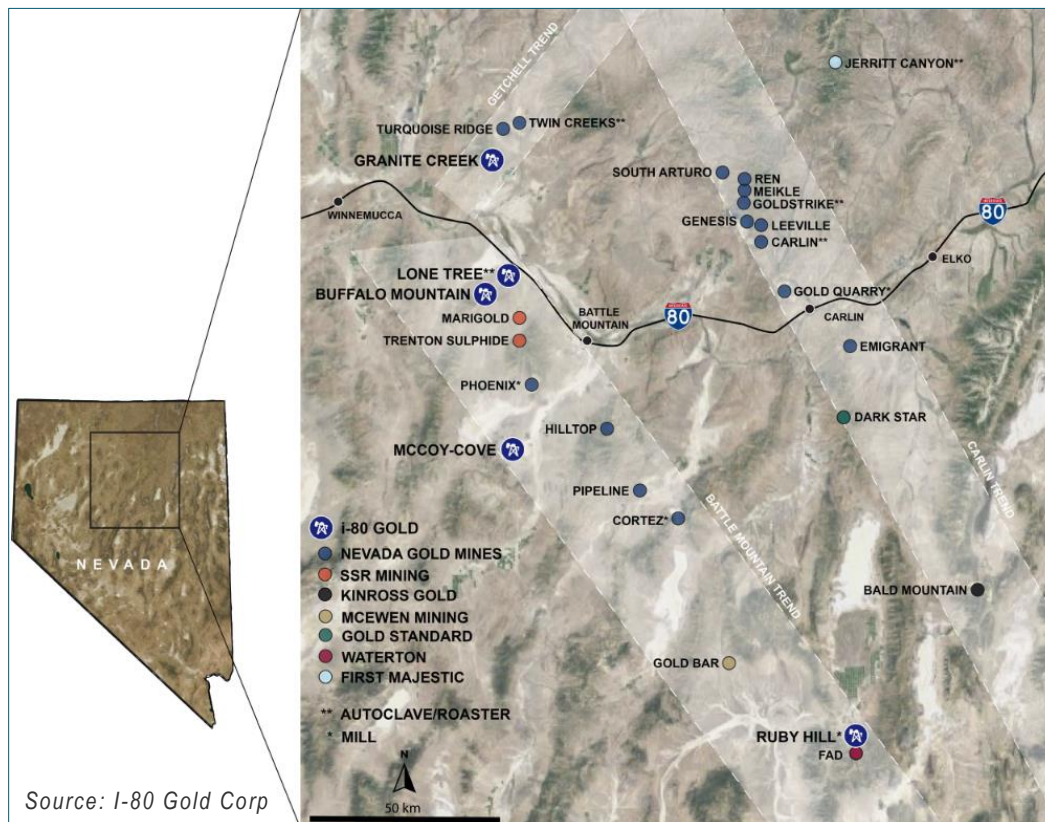 GETCHELL TREND
JERRITT CANYON**
TURQUOISE RIDGE
TWIN CREEKS**
GRANITE CREEK
SOUTH ARTURO
REN
MEIKLE
GOLDSTRIKE**
GENESIS
LEEVILLE
CARLIN**
WINNEMUCCA
80
ELKO
LONE TREE**
BUFFALO MOUNTAIN
GOLD QUARRY*
CARLIN
MARIGOLD
BATTLE
MOUNTAIN
80
TRENTON SULPHIDE
EMIGRANT
PHOENIX*
DARK STAR
HILLTOP
MCCOY-COVE
CARLIN TREND
PIPELINE
CORTEZ*
BATTLE MOUNTAIN TREND
i-80 GOLD
NEVADA GOLD MINES
SSR MINING
KINROSS GOLD
MCEWEN MINING
GOLD STANDARD
WATERTON
FIRST MAJESTIC
** AUTOCLAVE/ROASTER
* MILL
NEVADA
BALD MOUNTAIN
GOLD BAR
RUBY HILL*
FAD
N
50 km
Source: I-80 Gold Corp